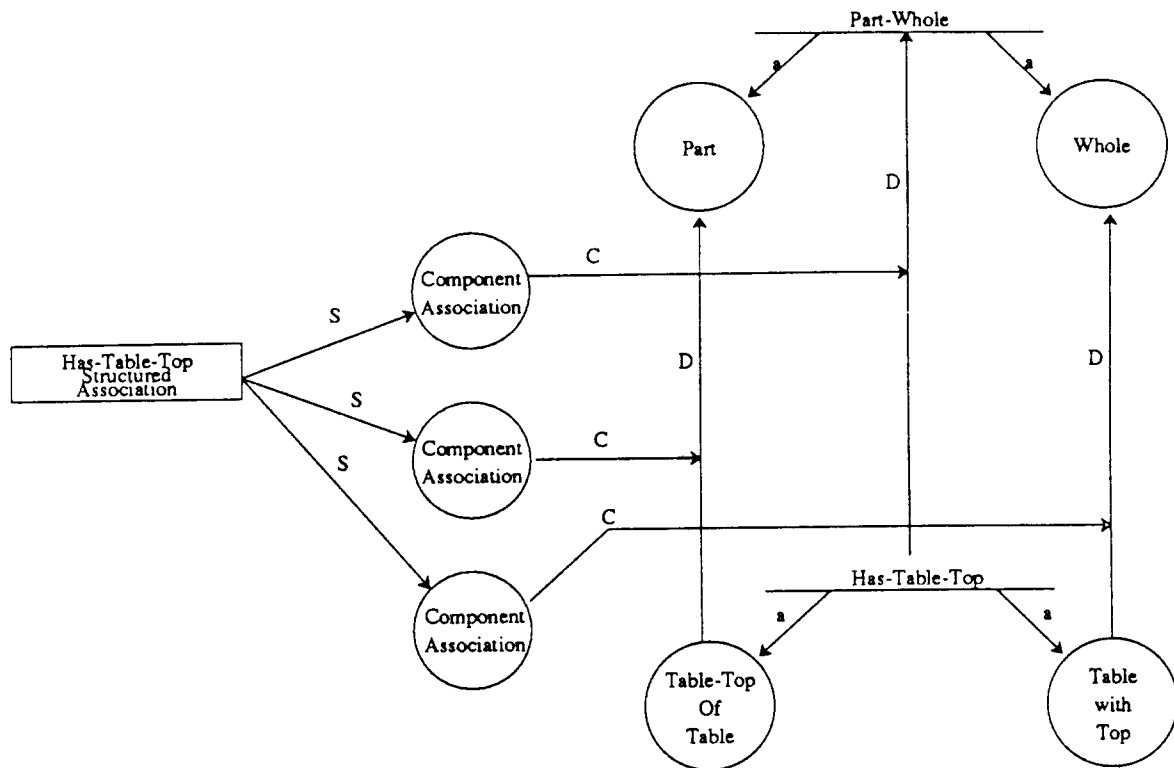 Part-Whole
a
a
Part
Whole
D
C
Component
Association
S
D
D
Has-Table-Top
Structured
Association
S
C
Component
Association
S
C
Has-Table-Top
Component
Association
a
a
Table-Top
Of
Table
Table
with
Top